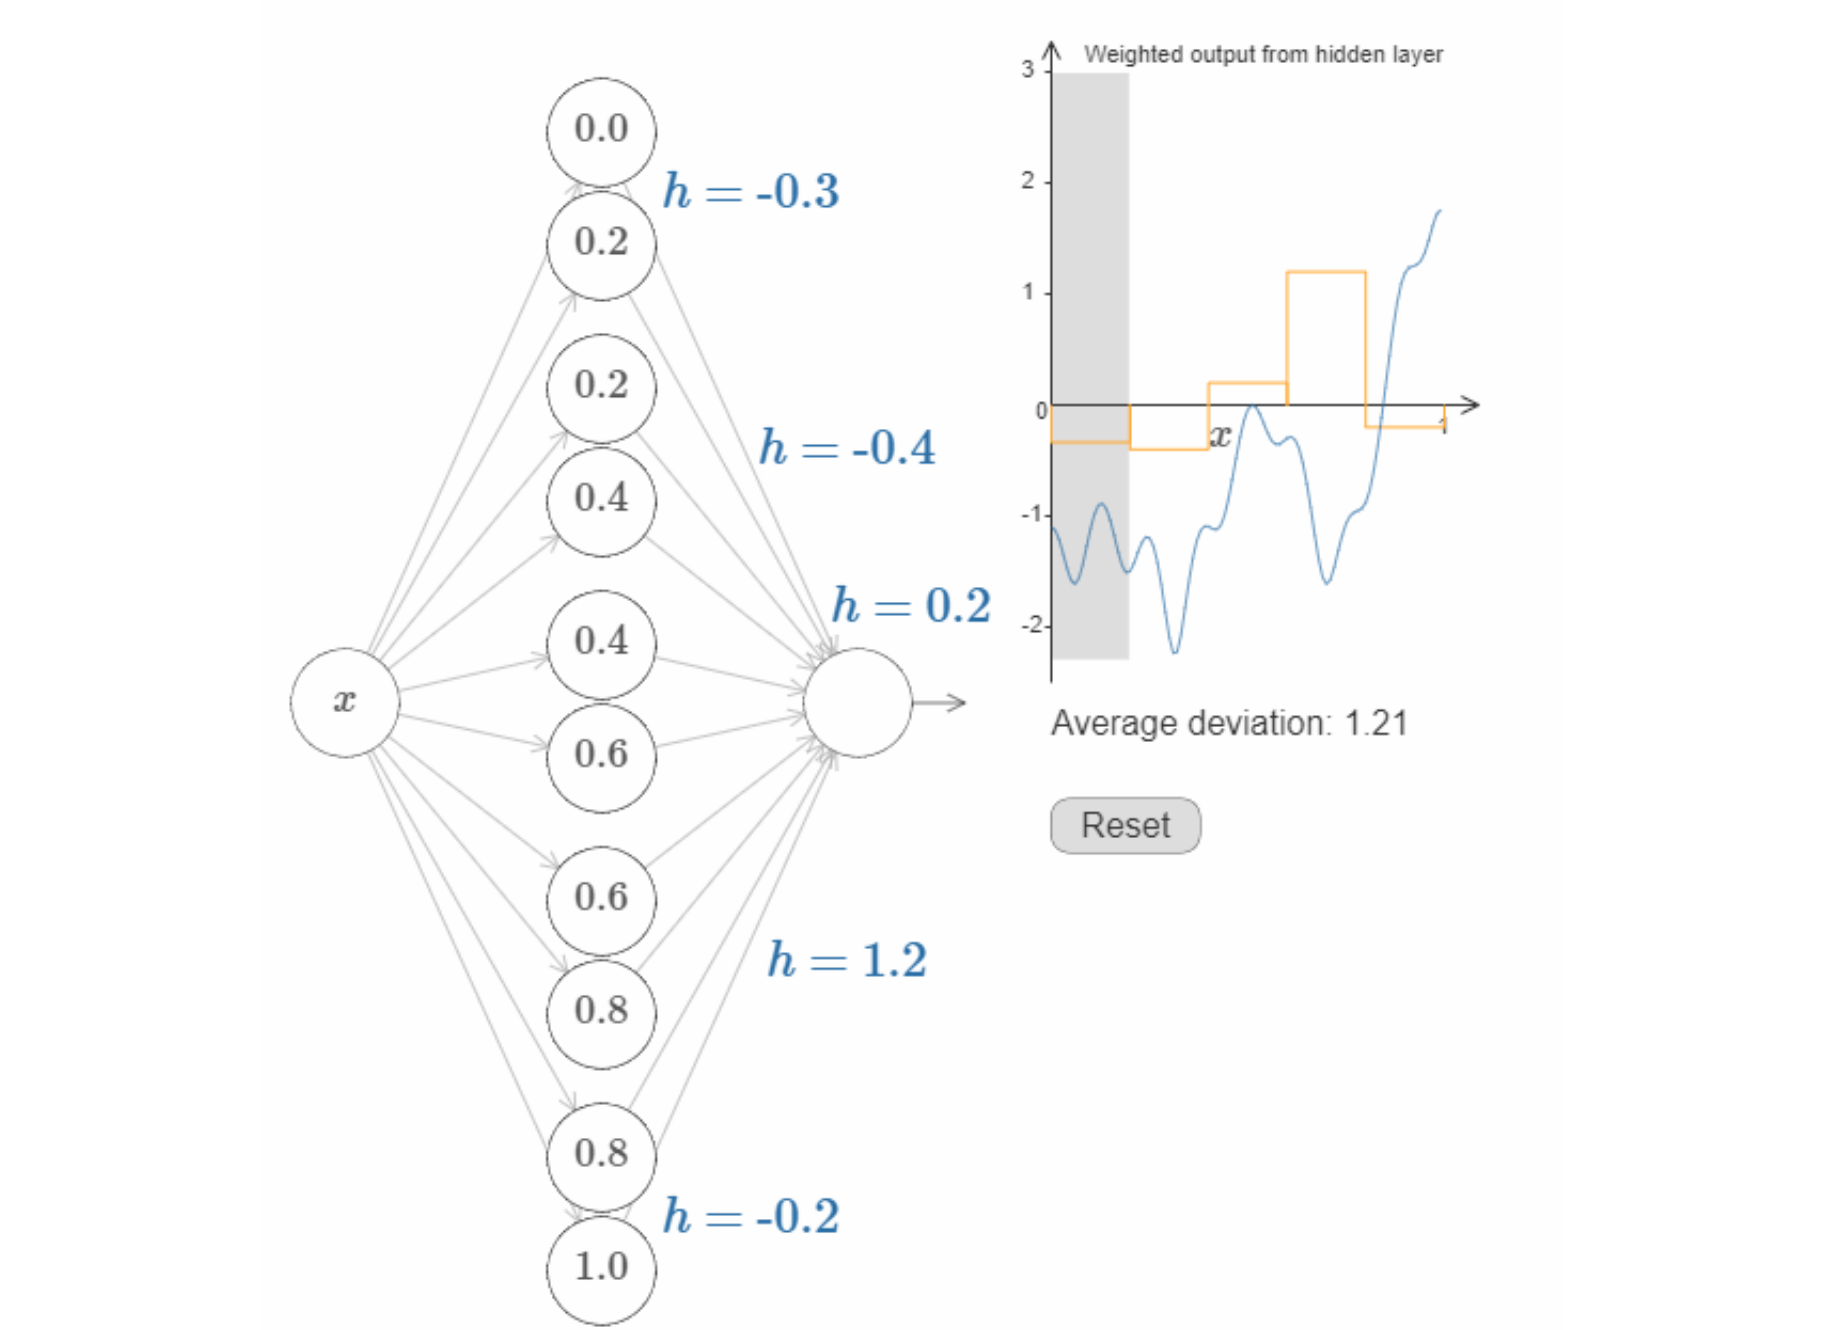 0.0
h = -0.3
0.2
0.2
h = -0.4
0.4
0.4
h = 0.2
x
0.6
0.6
h = 1.2
0.8
0.8
h = -0.2
1.0
Weighted output from hidden layer
3
2
1
0
x
1
-1
-2
Average deviation: 1.21
Reset